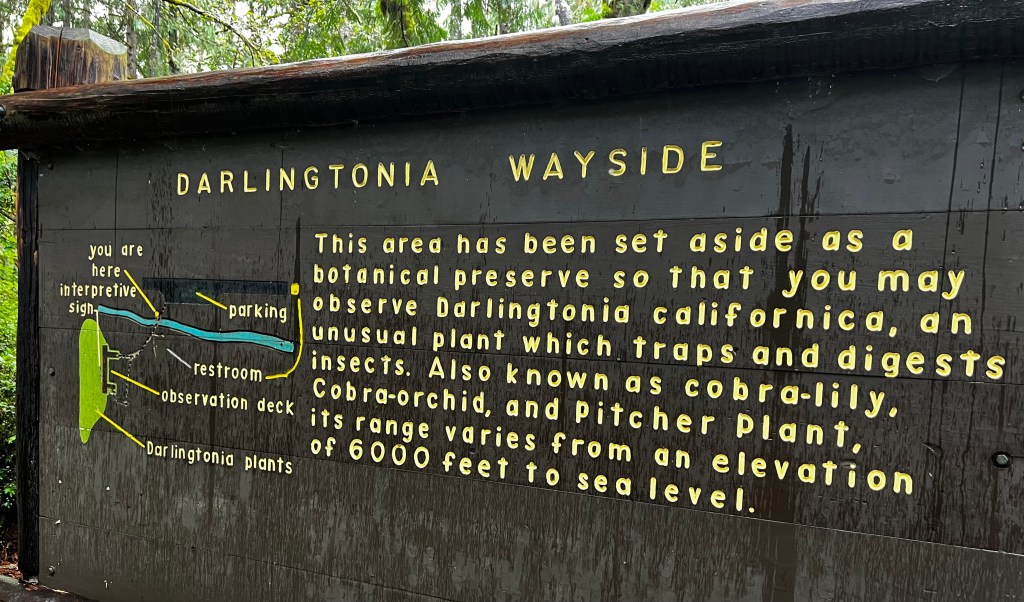 DARLINGTONIA WAYSIDE
you are
here
interpretive
sign
parking
restroom
observation deck
Darlingtonia plants
This area has been set aside as a
botanical preserve so that you may
observe Darlingtonia californica, an
unusual plant which traps and digests
insects. Also known as cobra-lily,
Cobra-orchid, and pitcher plant,
its range varies from an elevation
of 6000 feet to sea level.